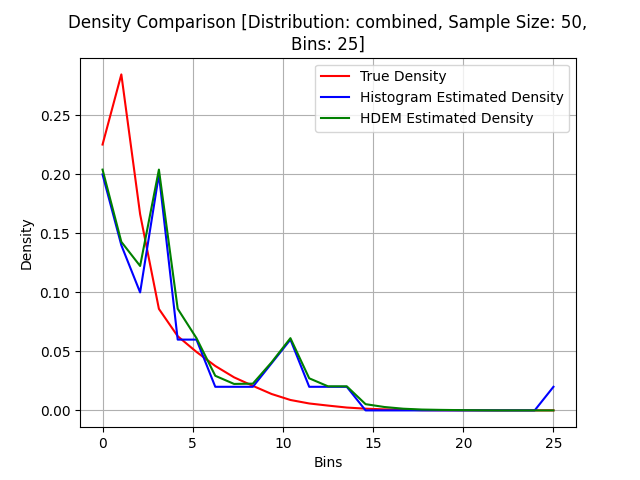 Density Comparison [Distribution: combined, Sample Size: 50,
Bins: 25]
True Density
Histogram Estimated Density
HDEM Estimated Density
Density
0.25
0.20
0.15
0.10
0.05
0.00
0 5 10 15 20 25
Bins